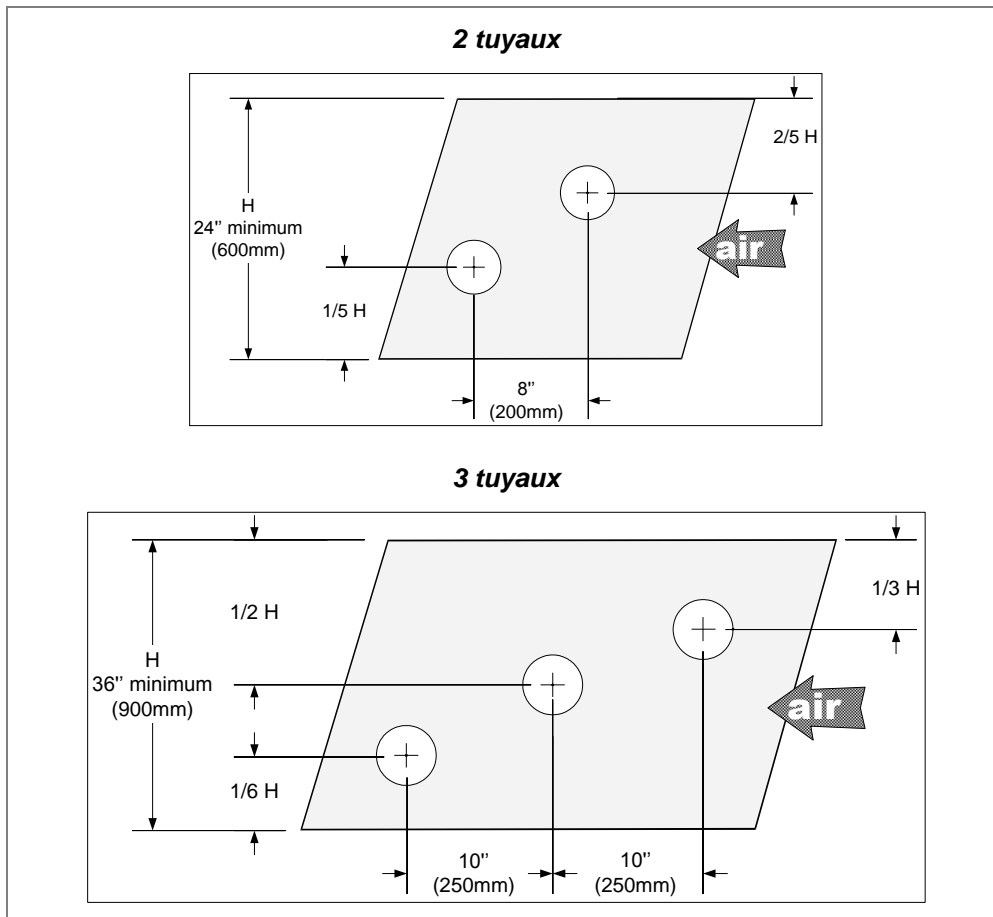 2 tuyaux
2/5 H
H
24" minimum
(600mm)
air
1/5 H
8"
(200mm)
3 tuyaux
1/2 H
1/3 H
H
36" minimum
(900mm)
air
1/6 H
10"
(250mm)
10"
(250mm)